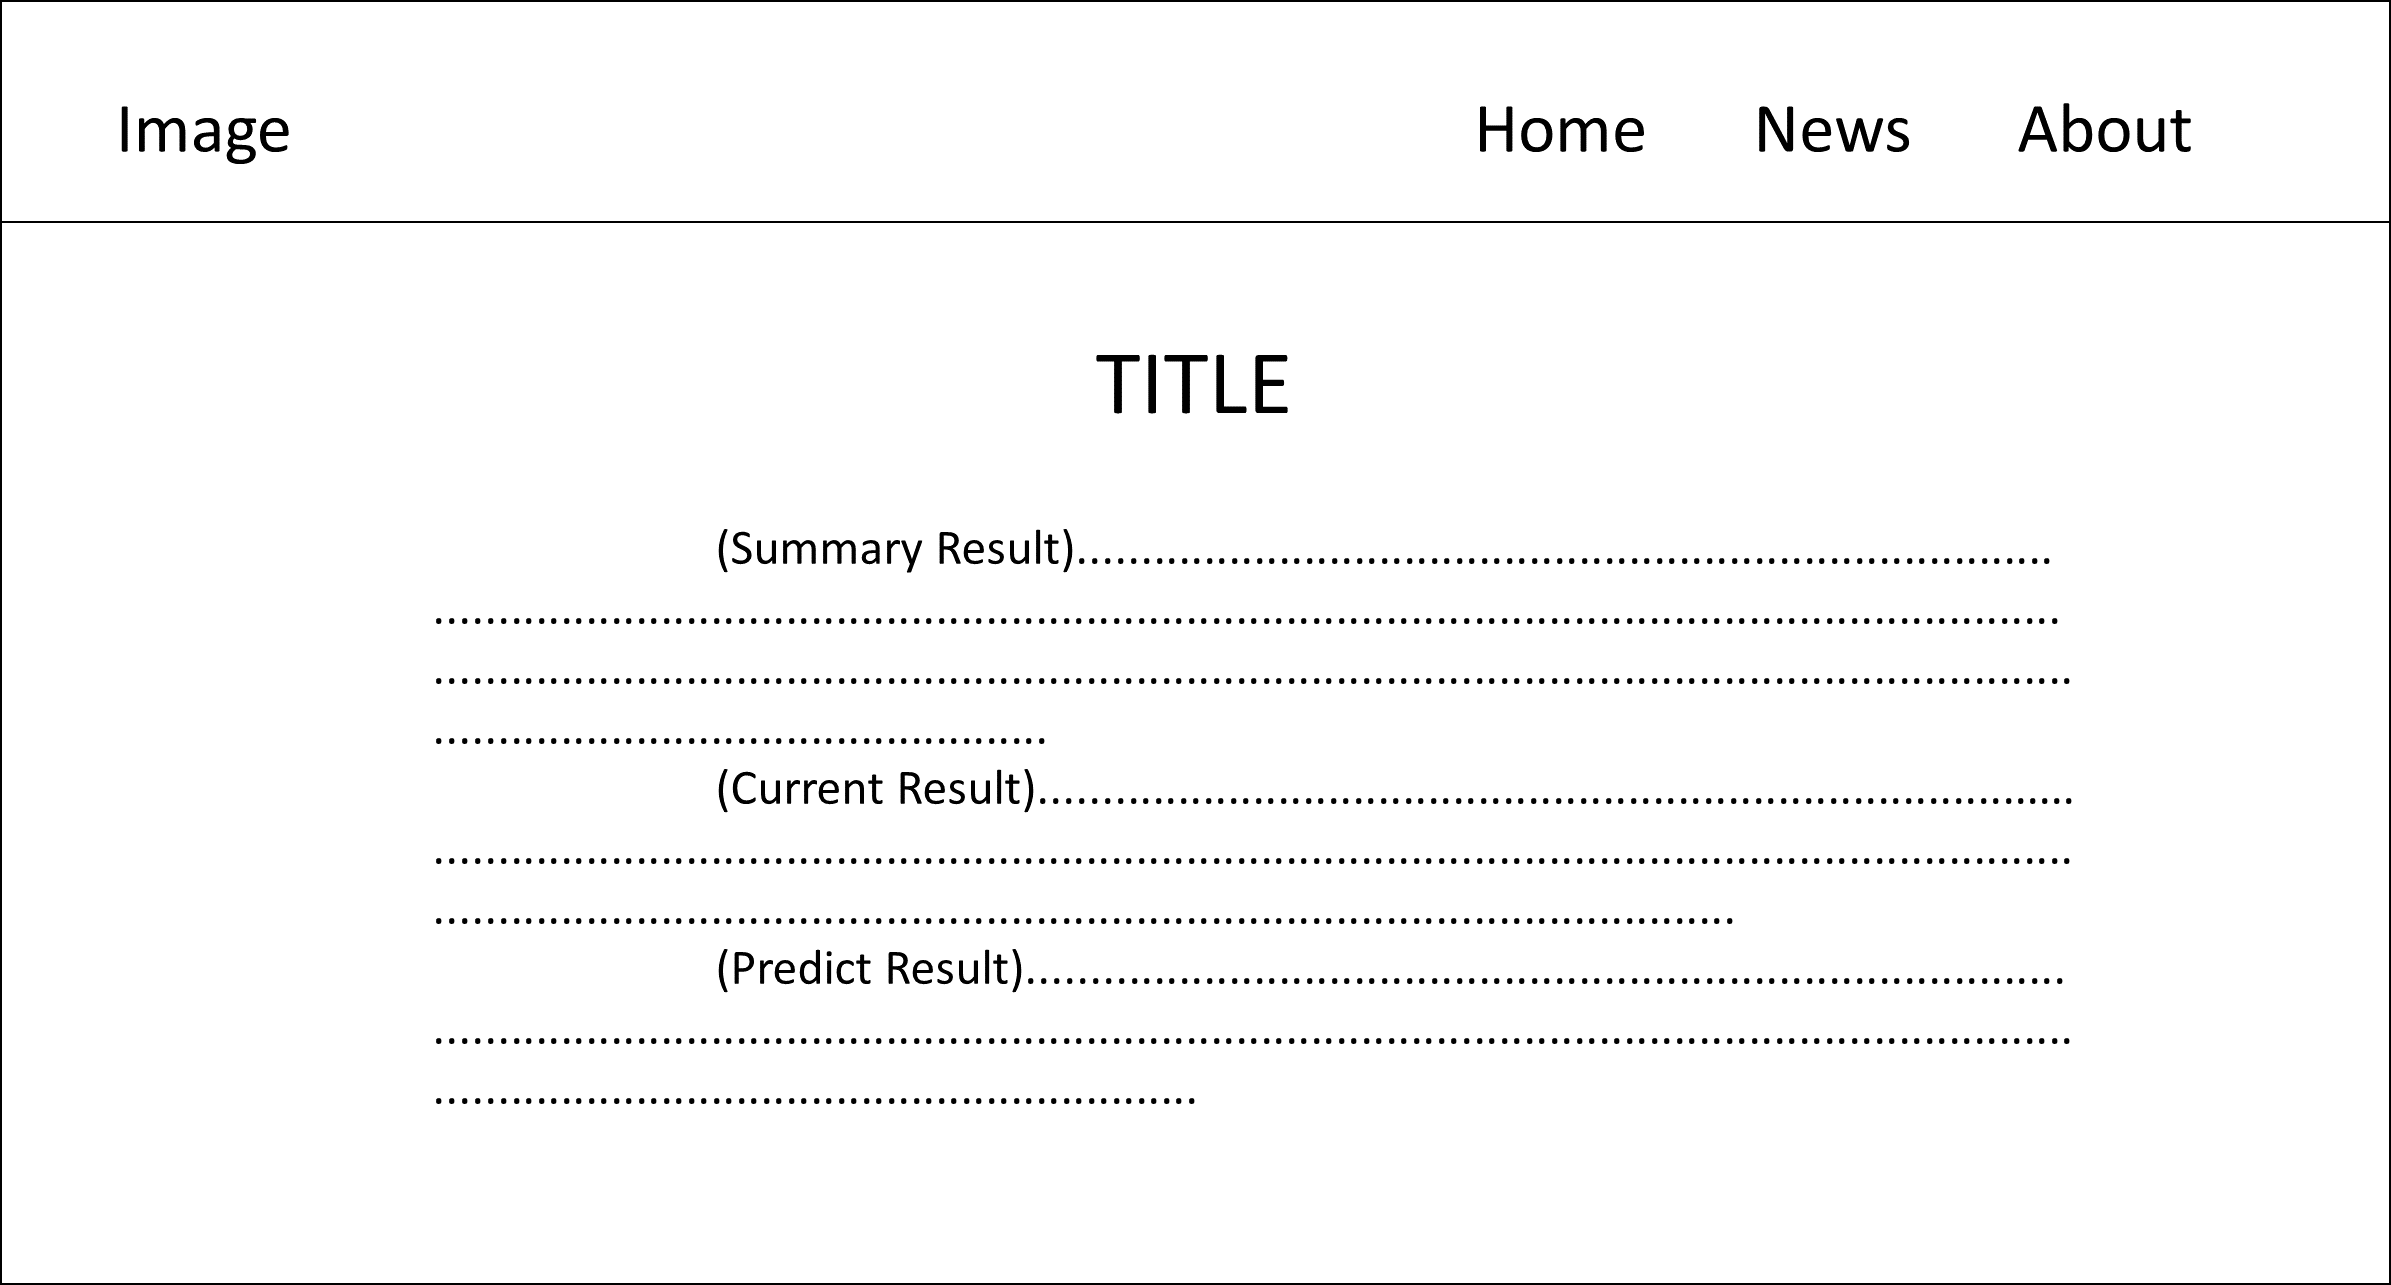 Image
Home News About
TITLE
(Summary Result)............................................................................
................................................................................................................................
.................................................................................................................................
................................................
(Current Result).................................................................................
.................................................................................................................................
......................................................................................................
(Predict Result).................................................................................
.................................................................................................................................
............................................................